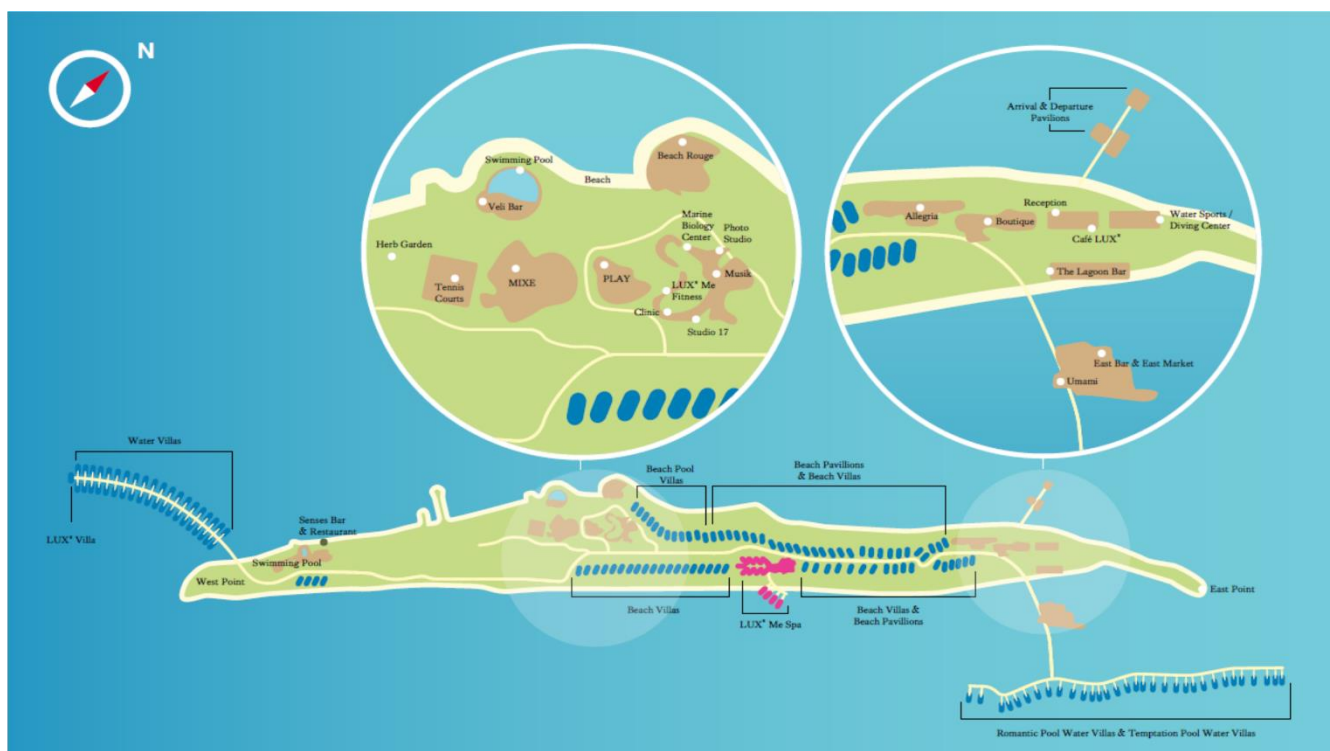 N
Arrival & Departure
Pavilions
Swimming Pool
Beach Rouge
Beach
Veli Bar
Herb Garden
Marine
Biology
Center
Photo
Studio
Tennis
Courts
MIXE
PLAY
Musik
LUX* Me
Fitness
Clinic
Studio 17
Allegria
Boutique
Reception
Café LUX*
Water Sports /
Diving Center
The Lagoon Bar
East Bar & East Market
Umami
Water Villas
LUX* Villa
Senses Bar
& Restaurant
Swimming Pool
West Point
Beach Pool
Villas
Beach Pavillions
& Beach Villas
Beach Villas
LUX* Me Spa
Beach Villas &
Beach Pavillions
East Point
Romantic Pool Water Villas & Temptation Pool Water Villas